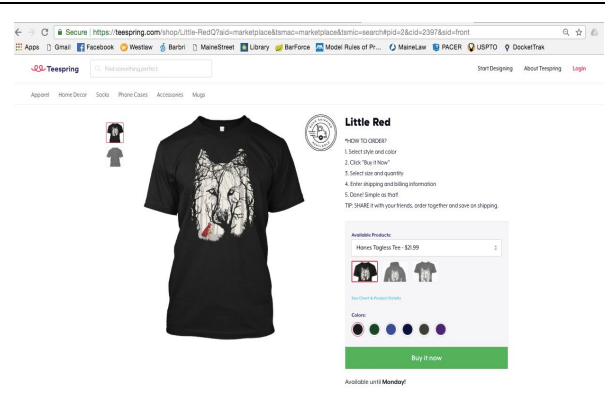 Secure https://teespring.com/shop/Little-RedQ?aid=marketplace&tsmac=marketplace&tsmic=search#pid=2&cid=2397&sid=front
Apps Gmail Facebook Westlaw Barbri MaineStreet Library BarForce Model Rules of Pr... MaineLaw PACER USPTO DocketTrak
Teespring Find something perfect Start Designing About Teespring Login
Apparel Home Decor Socks Phone Cases Accessories Mugs
Little Red
*HOW TO ORDER?
1. Select style and color
2. Click "Buy it Now"
3. Select size and quantity
4. Enter shipping and billing information
5. Done! Simple as that!
TIP: SHARE it with your friends, order together and save on shipping.
Available Products:
Hanes Tagless Tee - $21.99
Size Chart & Product Details
Colors:
Buy it now
Available until Monday!